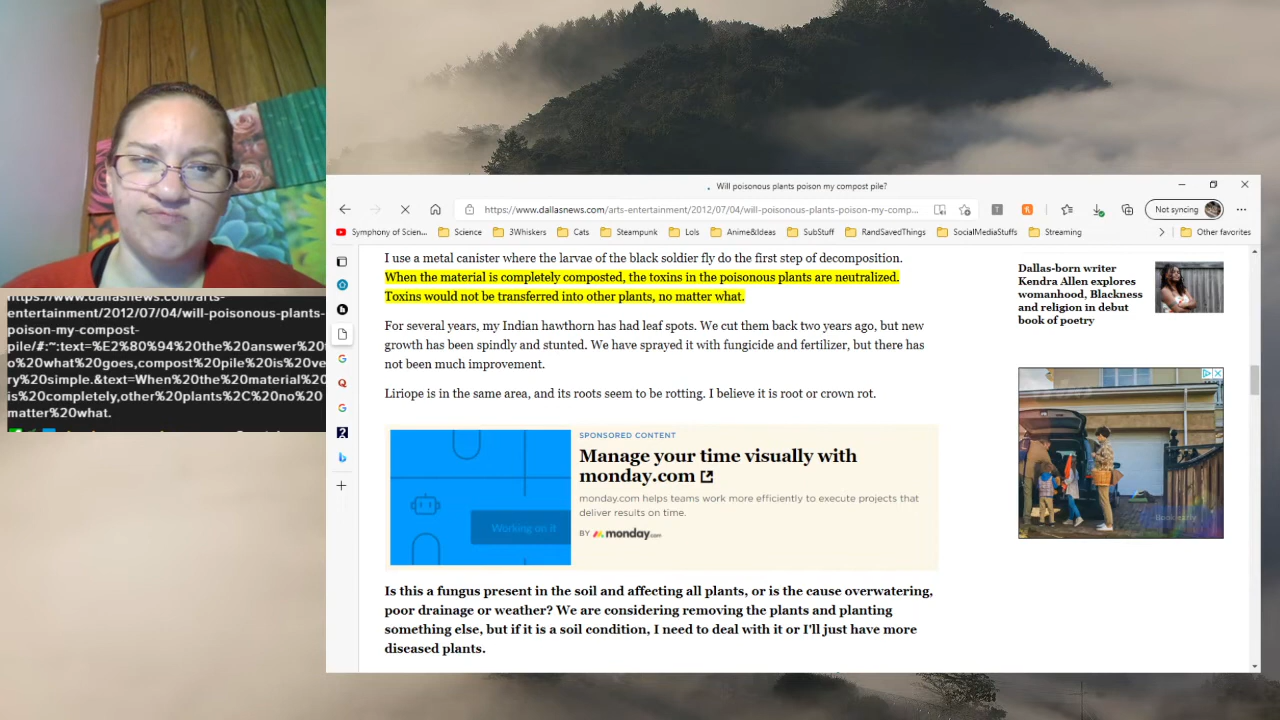 https://www.dallasnews.com/arts-
entertainment/2012/07/04/will-poisonous-plants-
poison-my-compost-
pile/#:~:text=%E2%80%94%20the%20answer%20
o%20what%20goes,compost%20pile%20is%20ve
ry%20simple.&text=When%20the%20material%20
is%20completely,other%20plants%2C%20no%20
matter%20what.
Will poisonous plants poison my compost pile?
https://www.dallasnews.com/arts-entertainment/2012/07/04/will-poisonous-plants-poison-my-comp...
Not syncing
Symphony of Scien... Science 3Whiskers Cats Steampunk Lols Anime&Ideas SubStuff RandSavedThings SocialMediaStuffs Streaming Other favorites
I use a metal canister where the larvae of the black soldier fly do the first step of decomposition.
When the material is completely composted, the toxins in the poisonous plants are neutralized.
Toxins would not be transferred into other plants, no matter what.
For several years, my Indian hawthorn has had leaf spots. We cut them back two years ago, but new
growth has been spindly and stunted. We have sprayed it with fungicide and fertilizer, but there has
not been much improvement.
Liriope is in the same area, and its roots seem to be rotting. I believe it is root or crown rot.
SPONSORED CONTENT
Manage your time visually with
monday.com
monday.com helps teams work more efficiently to execute projects that
deliver results on time.
BY monday.com
Working on it
Is this a fungus present in the soil and affecting all plants, or is the cause overwatering,
poor drainage or weather? We are considering removing the plants and planting
something else, but if it is a soil condition, I need to deal with it or I'll just have more
diseased plants.
Dallas-born writer
Kendra Allen explores
womanhood, Blackness
and religion in debut
book of poetry